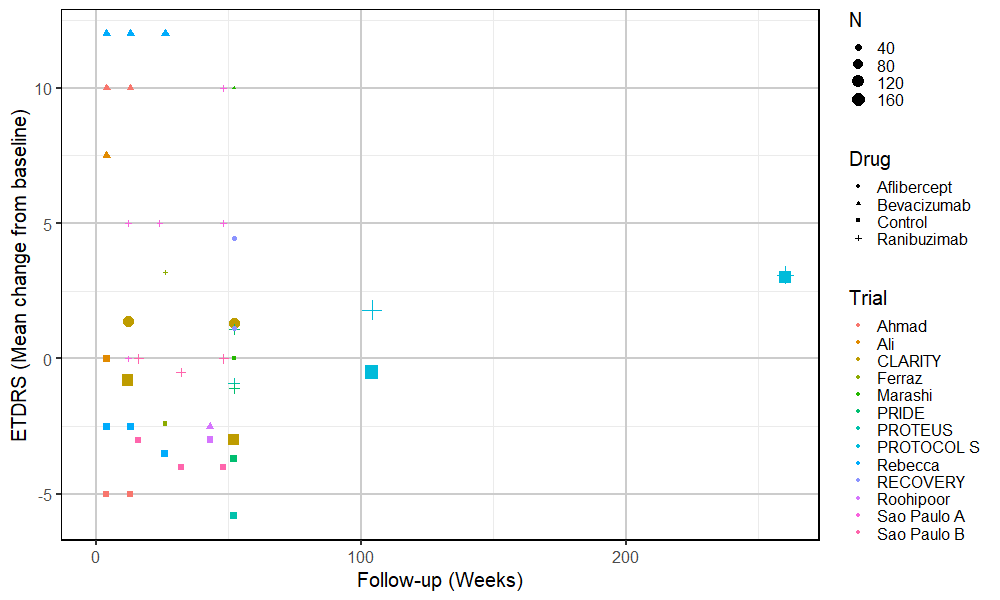 ETDRS (Mean change from baseline)
10
5
0
-5
0
100
200
Follow-up (Weeks)
N
40
80
120
160
Drug
Aflibercept
Bevacizumab
Control
Ranibuzimab
Trial
Ahmad
Ali
CLARITY
Ferraz
Marashi
PRIDE
PROTEUS
PROTOCOL S
Rebecca
RECOVERY
Roohipoor
Sao Paulo A
Sao Paulo B